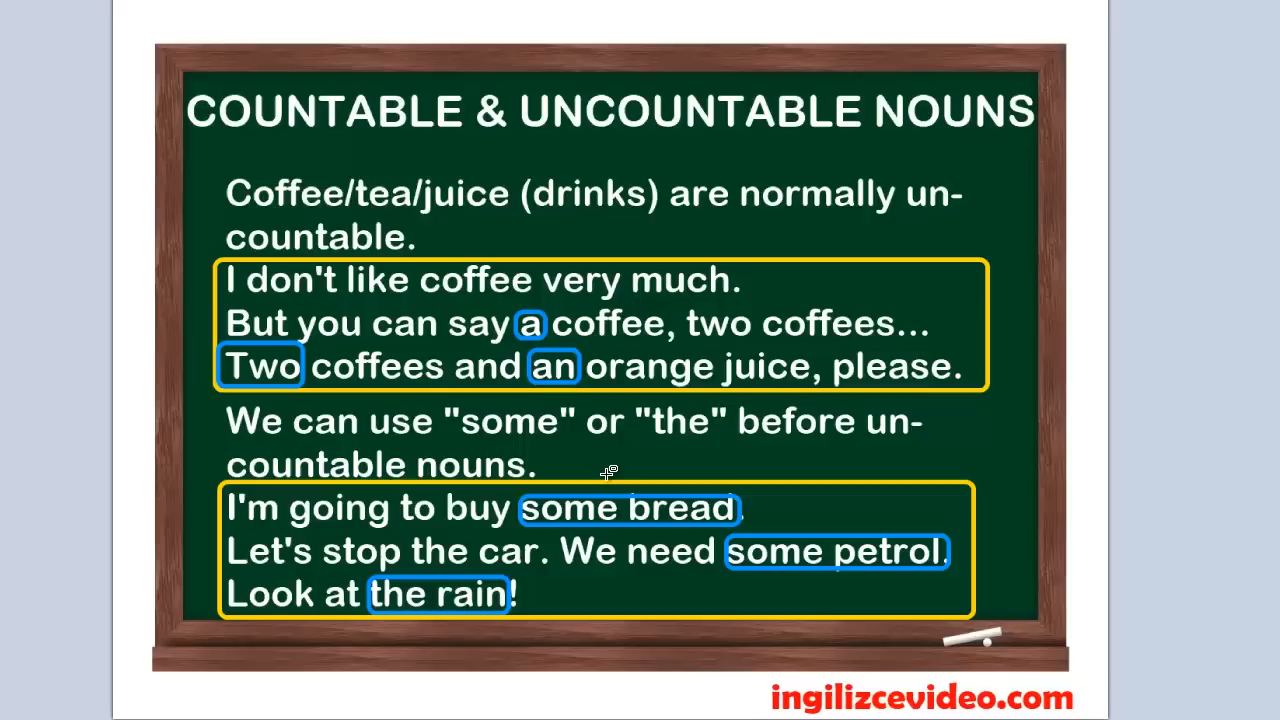 COUNTABLE & UNCOUNTABLE NOUNS
Coffee/tea/juice (drinks) are normally un-
countable.
I don't like coffee very much.
But you can say a coffee, two coffees...
Two coffees and an orange juice, please.
We can use "some" or "the" before un-
countable nouns.
I'm going to buy some bread.
Let's stop the car. We need some petrol.
Look at the rain!
ingilizcevideo.com